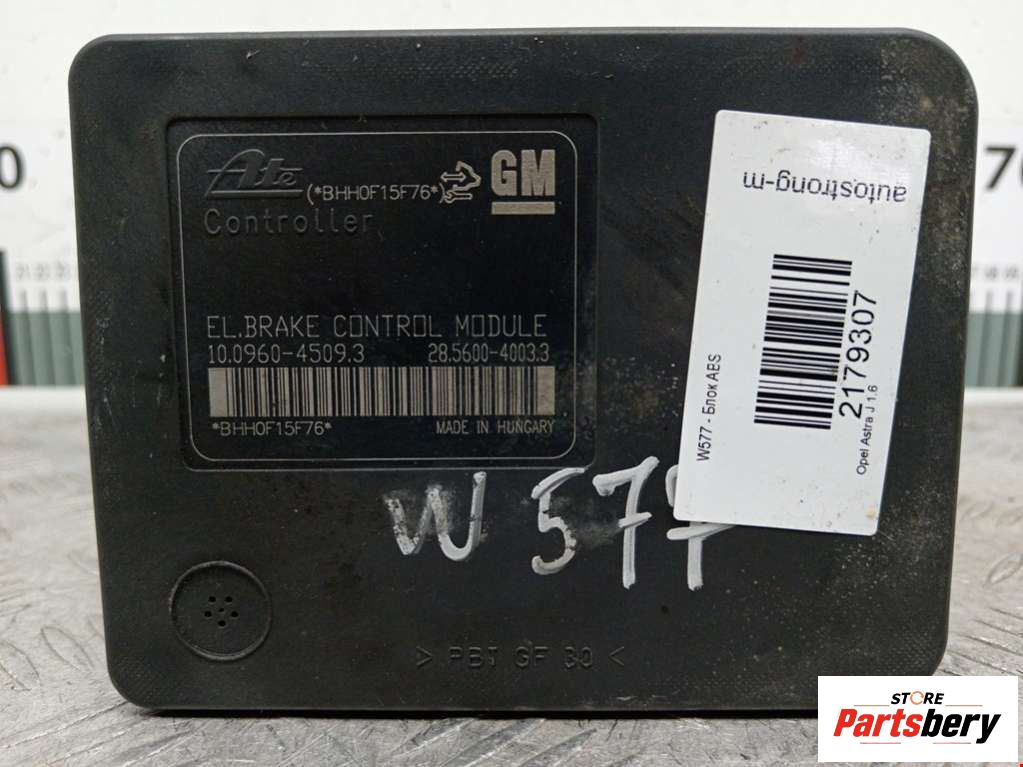 Ate
(*BHH0F15F76*)
GM
Controller
EL.BRAKE CONTROL MODULE
10.0960-4509.3 28.5600-4003.3
*BHH0F15F76*
MADE IN HUNGARY
autostrong-m
W577 - Блок ABS
2179307
Opel Astra J 1.6
W 577
> PBT GF 30 <
STORE
Partsbery